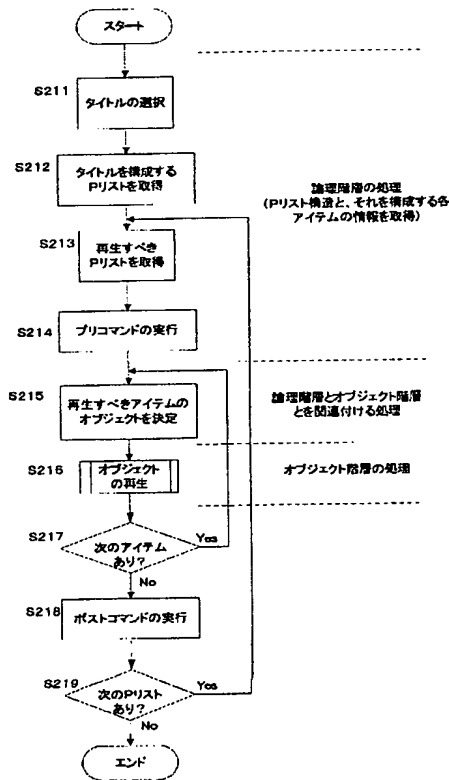 スタート
S211
タイトルの選択
S212
タイトルを構成する
Pリストを取得
論理階層の処理
(Pリスト構造と、それを構成する各
アイテムの情報を取得)
S213
再生すべき
Pリストを取得
S214
プリコマンドの実行
S215
再生すべきアイテムの
オブジェクトを決定
論理階層とオブジェクト階層
とを関連付ける処理
S216
オブジェクト
の再生
オブジェクト階層の処理
S217
次のアイテム
あり?
Yes
No
S218
ポストコマンドの実行
S219
次のPリスト
あり?
Yes
No
エンド